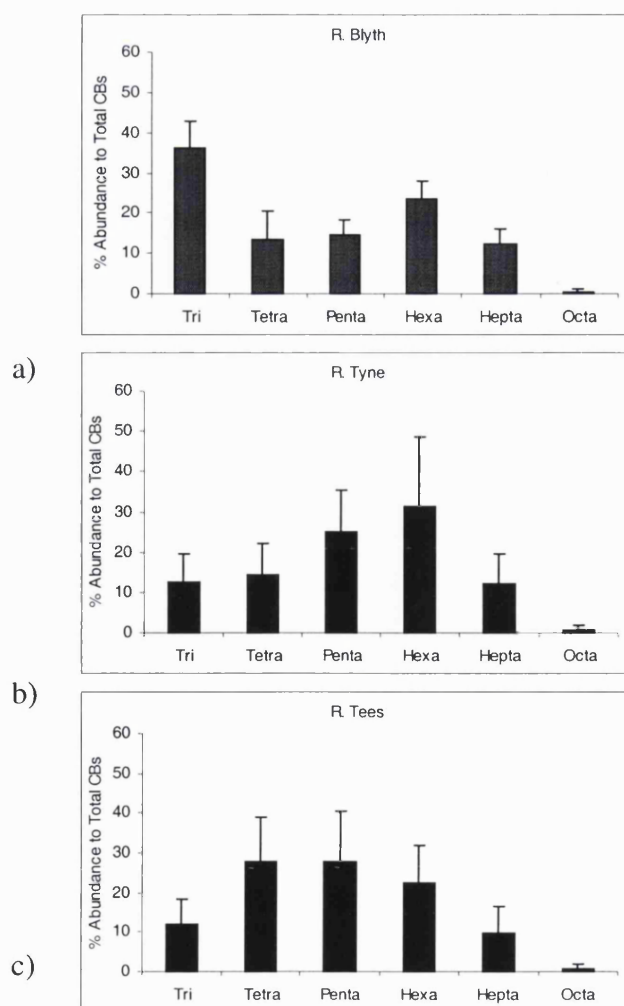 R. Blyth
% Abundance to Total CBs
60
50
40
30
20
10
0
Tri Tetra Penta Hexa Hepta Octa
a)
R. Tyne
% Abundance to Total CBs
60
50
40
30
20
10
0
Tri Tetra Penta Hexa Hepta Octa
b)
R. Tees
% Abundance to Total CBs
60
50
40
30
20
10
0
Tri Tetra Penta Hexa Hepta Octa
c)